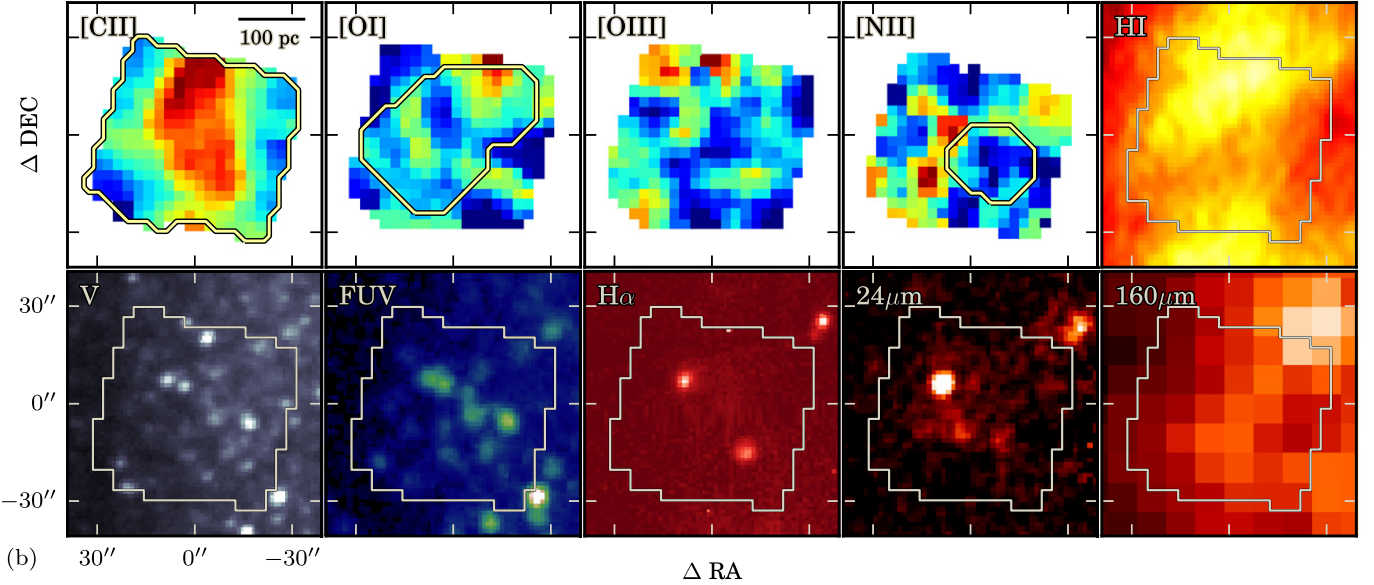 [CII] [OI] [OIII] [NII] HI
100 pc
Δ DEC
V FUV Hα 24μm 160μm
30″
0″
−30″
(b) 30″ 0″ −30″
Δ RA